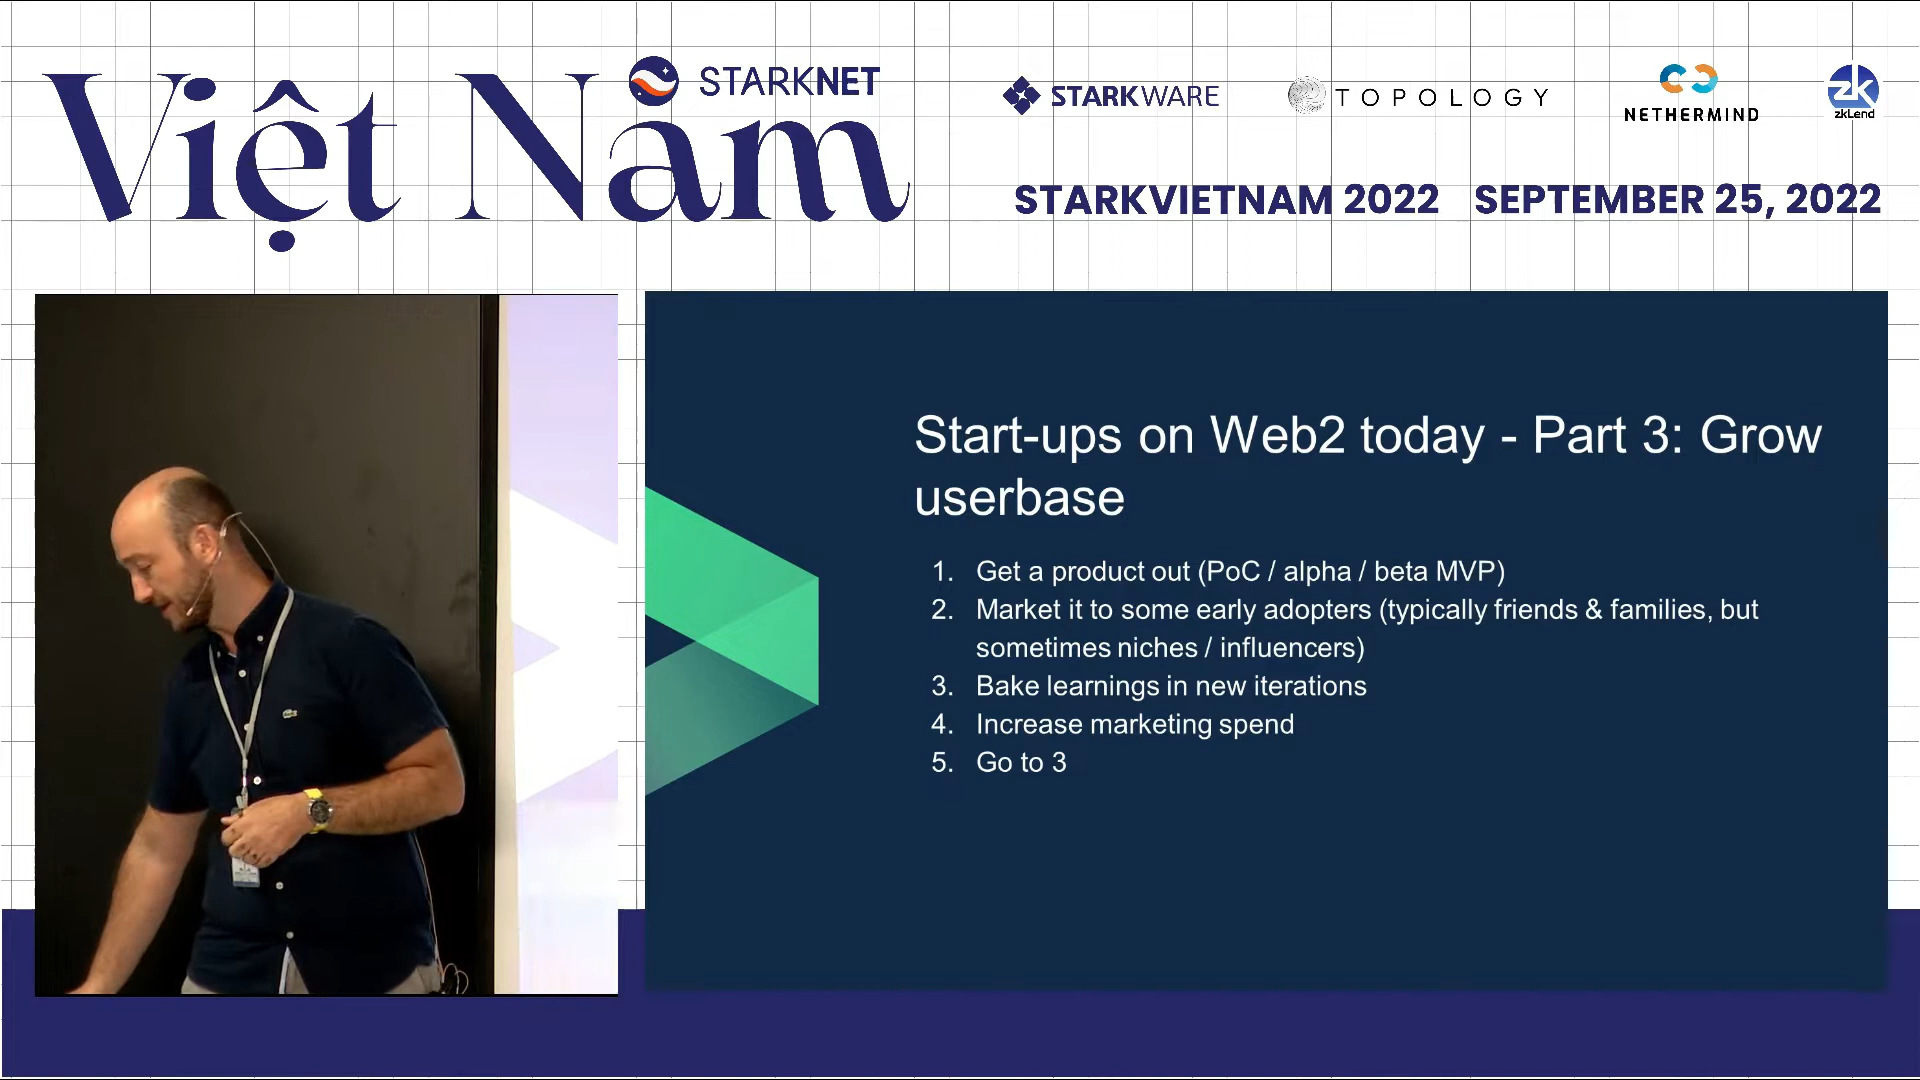 Việt Nam
STARKNET
STARKWARE
TOPOLOGY
NETHERMIND
zk
zkLend
STARKVIETNAM 2022 SEPTEMBER 25, 2022
Start-ups on Web2 today - Part 3: Grow
userbase
1. Get a product out (PoC / alpha / beta MVP)
2. Market it to some early adopters (typically friends & families, but
sometimes niches / influencers)
3. Bake learnings in new iterations
4. Increase marketing spend
5. Go to 3